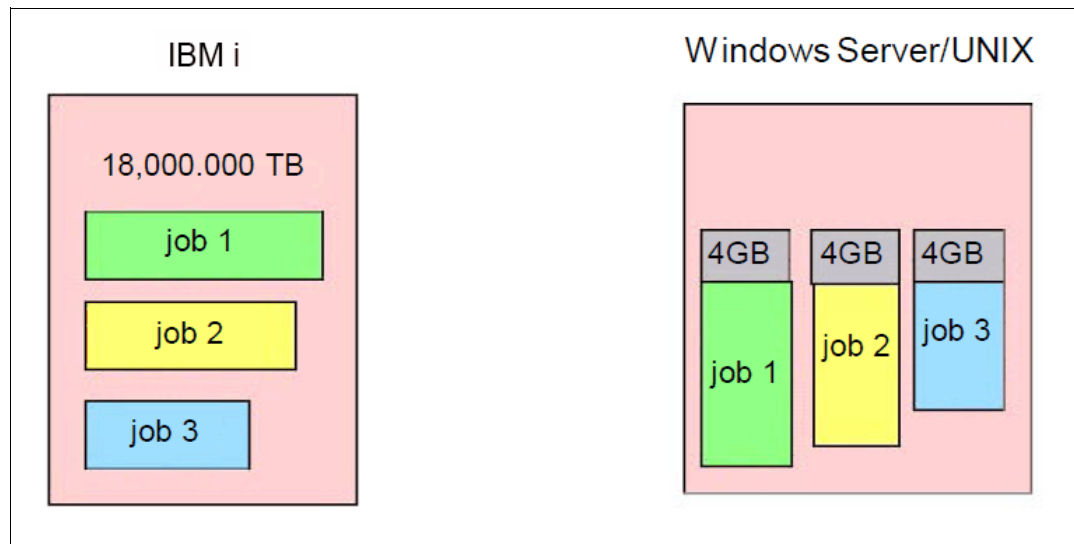 IBM i
18,000.000 TB
job 1
job 2
job 3
Windows Server/UNIX
4GB
4GB
4GB
job 1
job 2
job 3